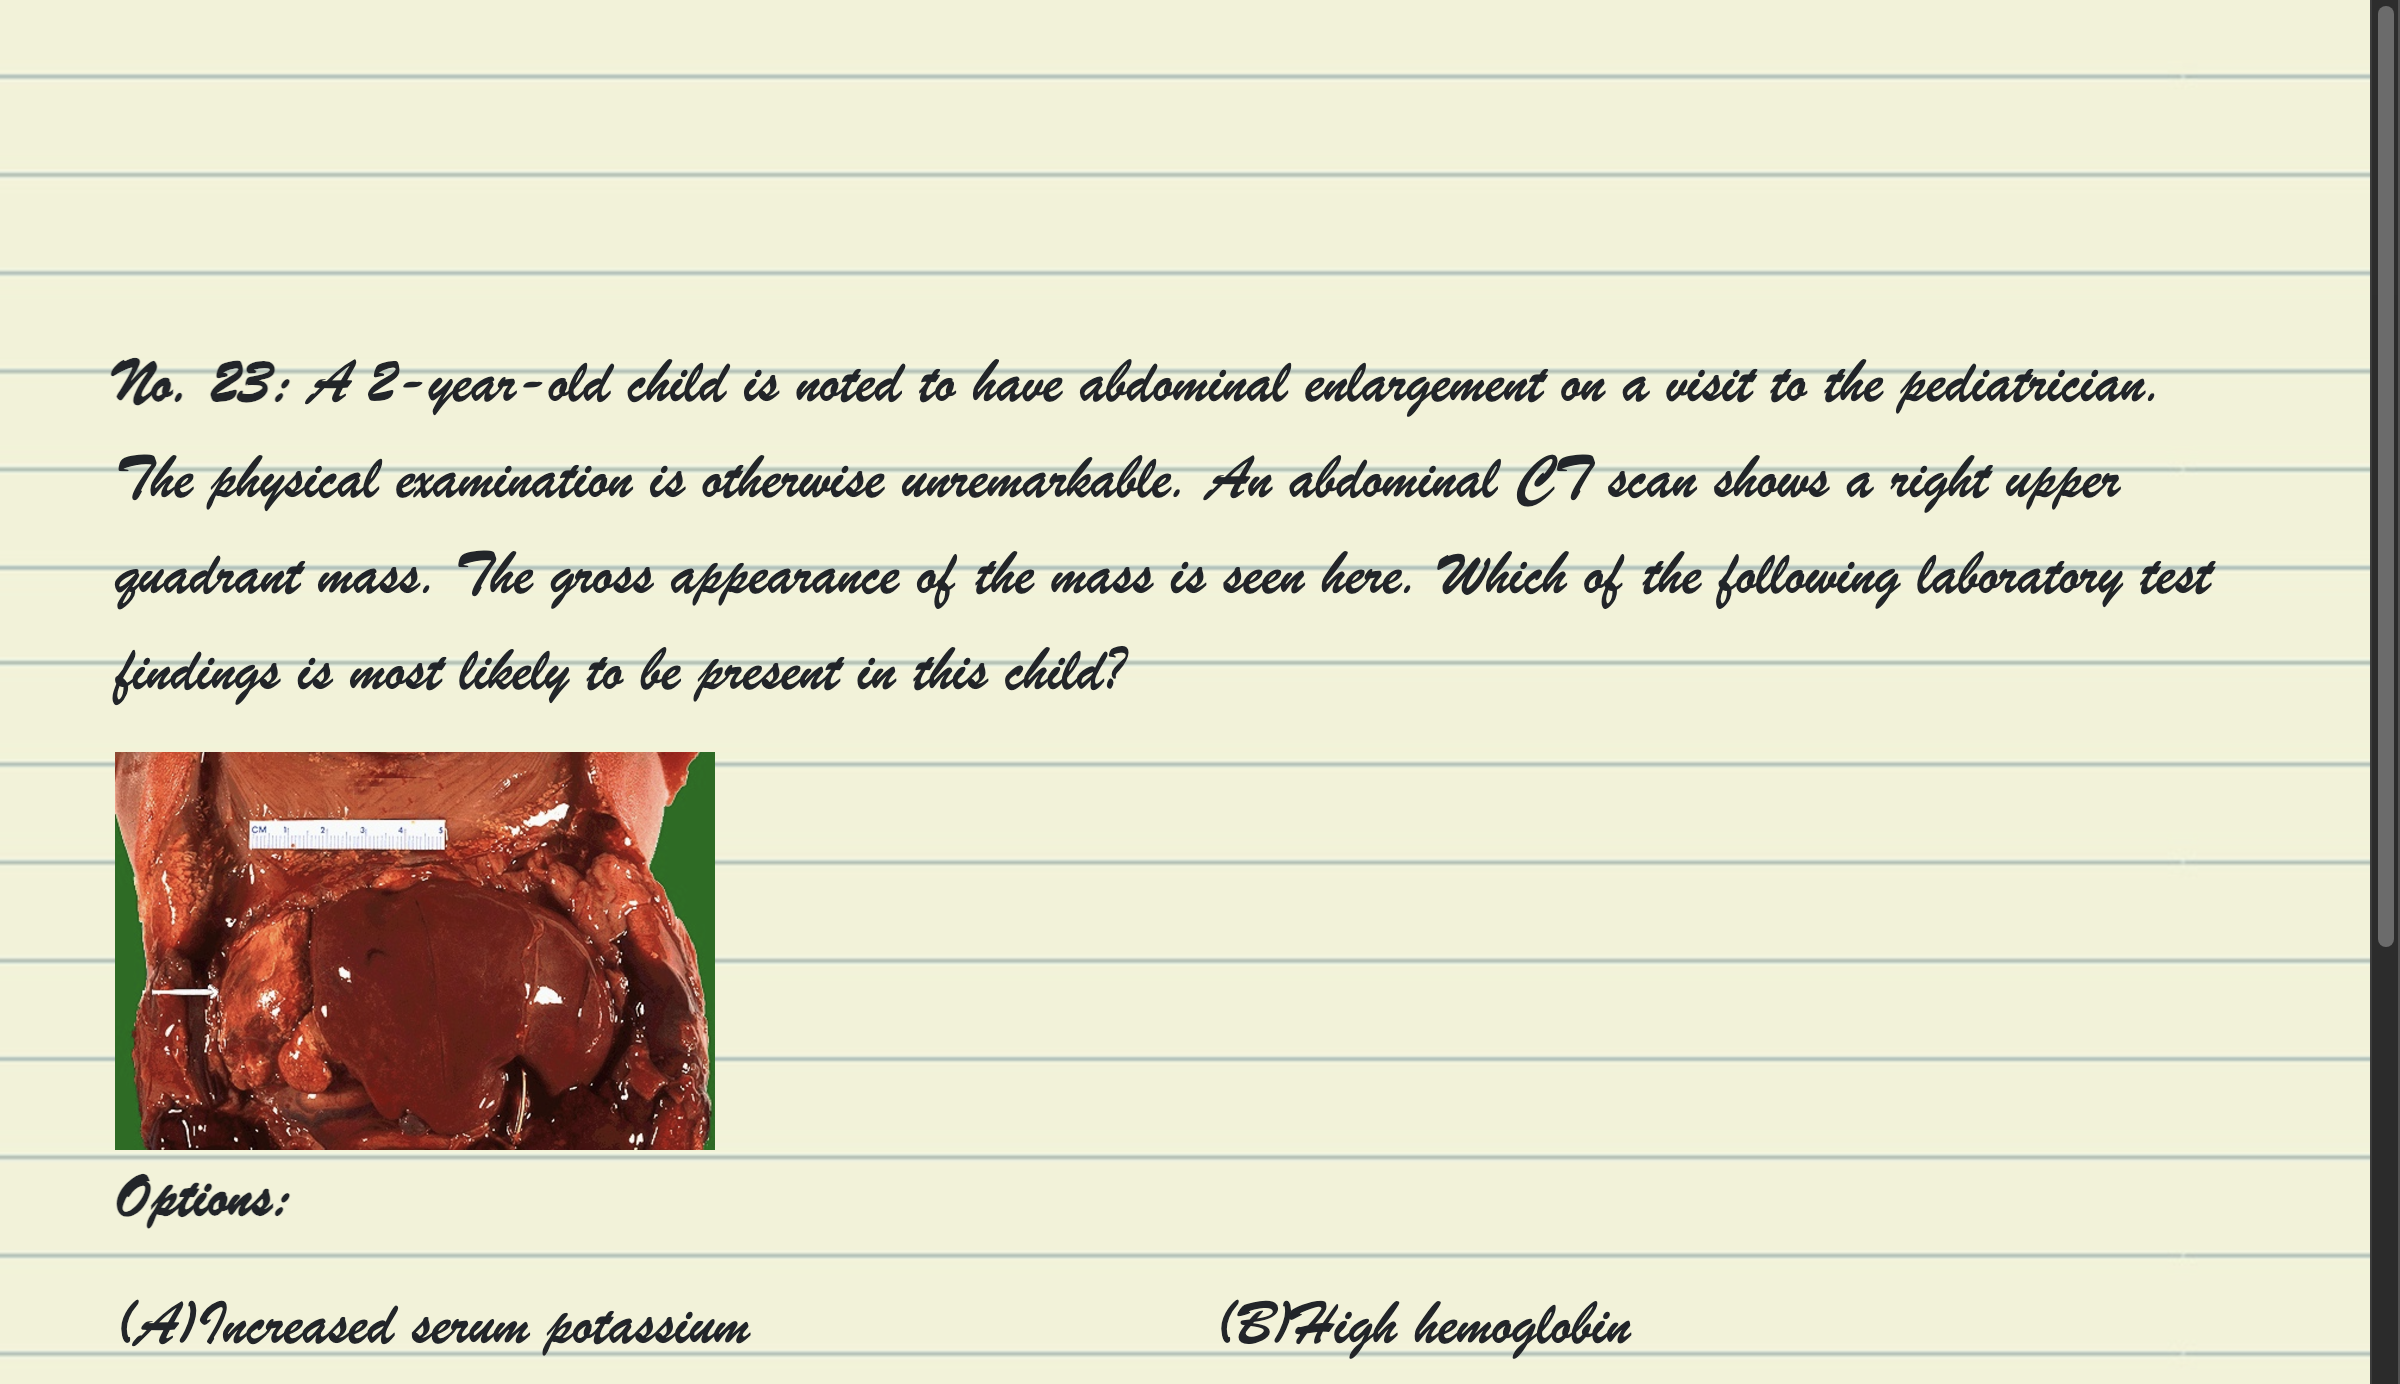 No. 23: A 2-year-old child is noted to have abdominal enlargement on a visit to the pediatrician.
The physical examination is otherwise unremarkable. An abdominal CT scan shows a right upper
quadrant mass. The gross appearance of the mass is seen here. Which of the following laboratory test
findings is most likely to be present in this child?
CM 1 2 3 4 5
Options:
(A)Increased serum potassium (B)High hemoglobin